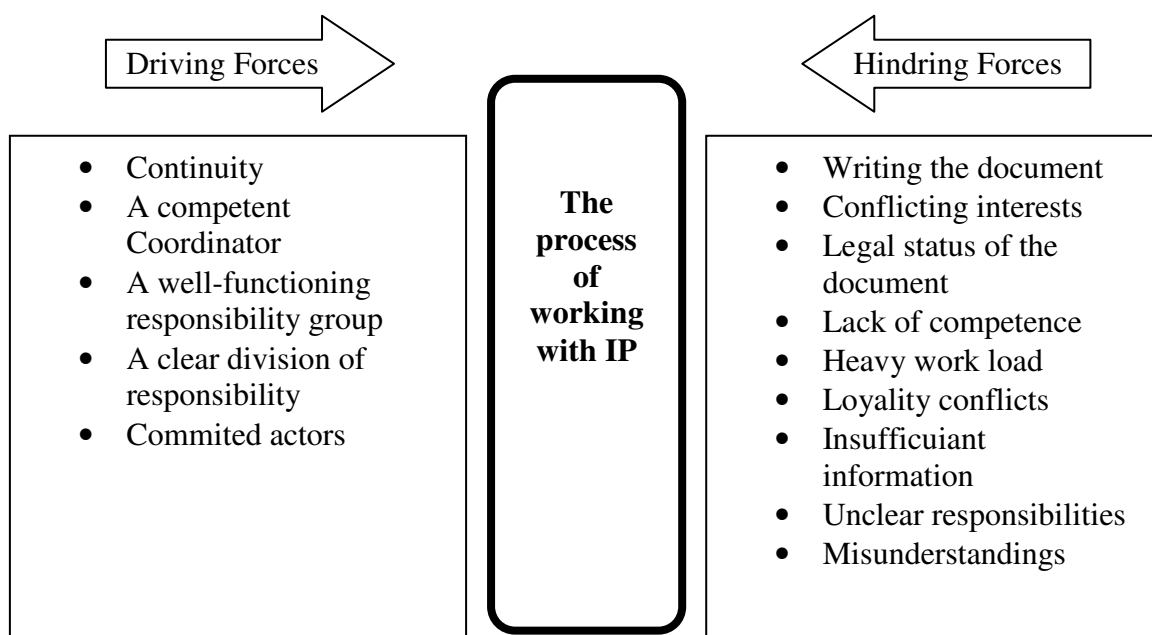 Driving Forces
Hindring Forces
• Continuity
• A competent
Coordinator
• A well-functioning
responsibility group
• A clear division of
responsibility
• Commited actors
The
process
of
working
with IP
• Writing the document
• Conflicting interests
• Legal status of the
document
• Lack of competence
• Heavy work load
• Loyality conflicts
• Insufficuiant
information
• Unclear responsibilities
• Misunderstandings